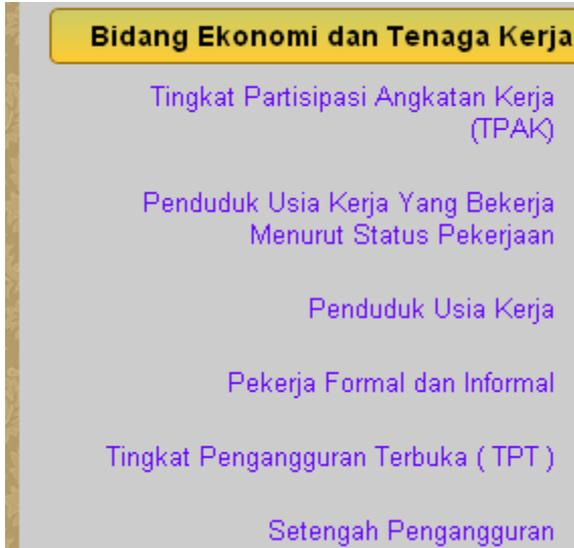 Bidang Ekonomi dan Tenaga Kerja
Tingkat Partisipasi Angkatan Kerja
(TPAK)
Penduduk Usia Kerja Yang Bekerja
Menurut Status Pekerjaan
Penduduk Usia Kerja
Pekerja Formal dan Informal
Tingkat Pengangguran Terbuka ( TPT )
Setengah Pengangguran